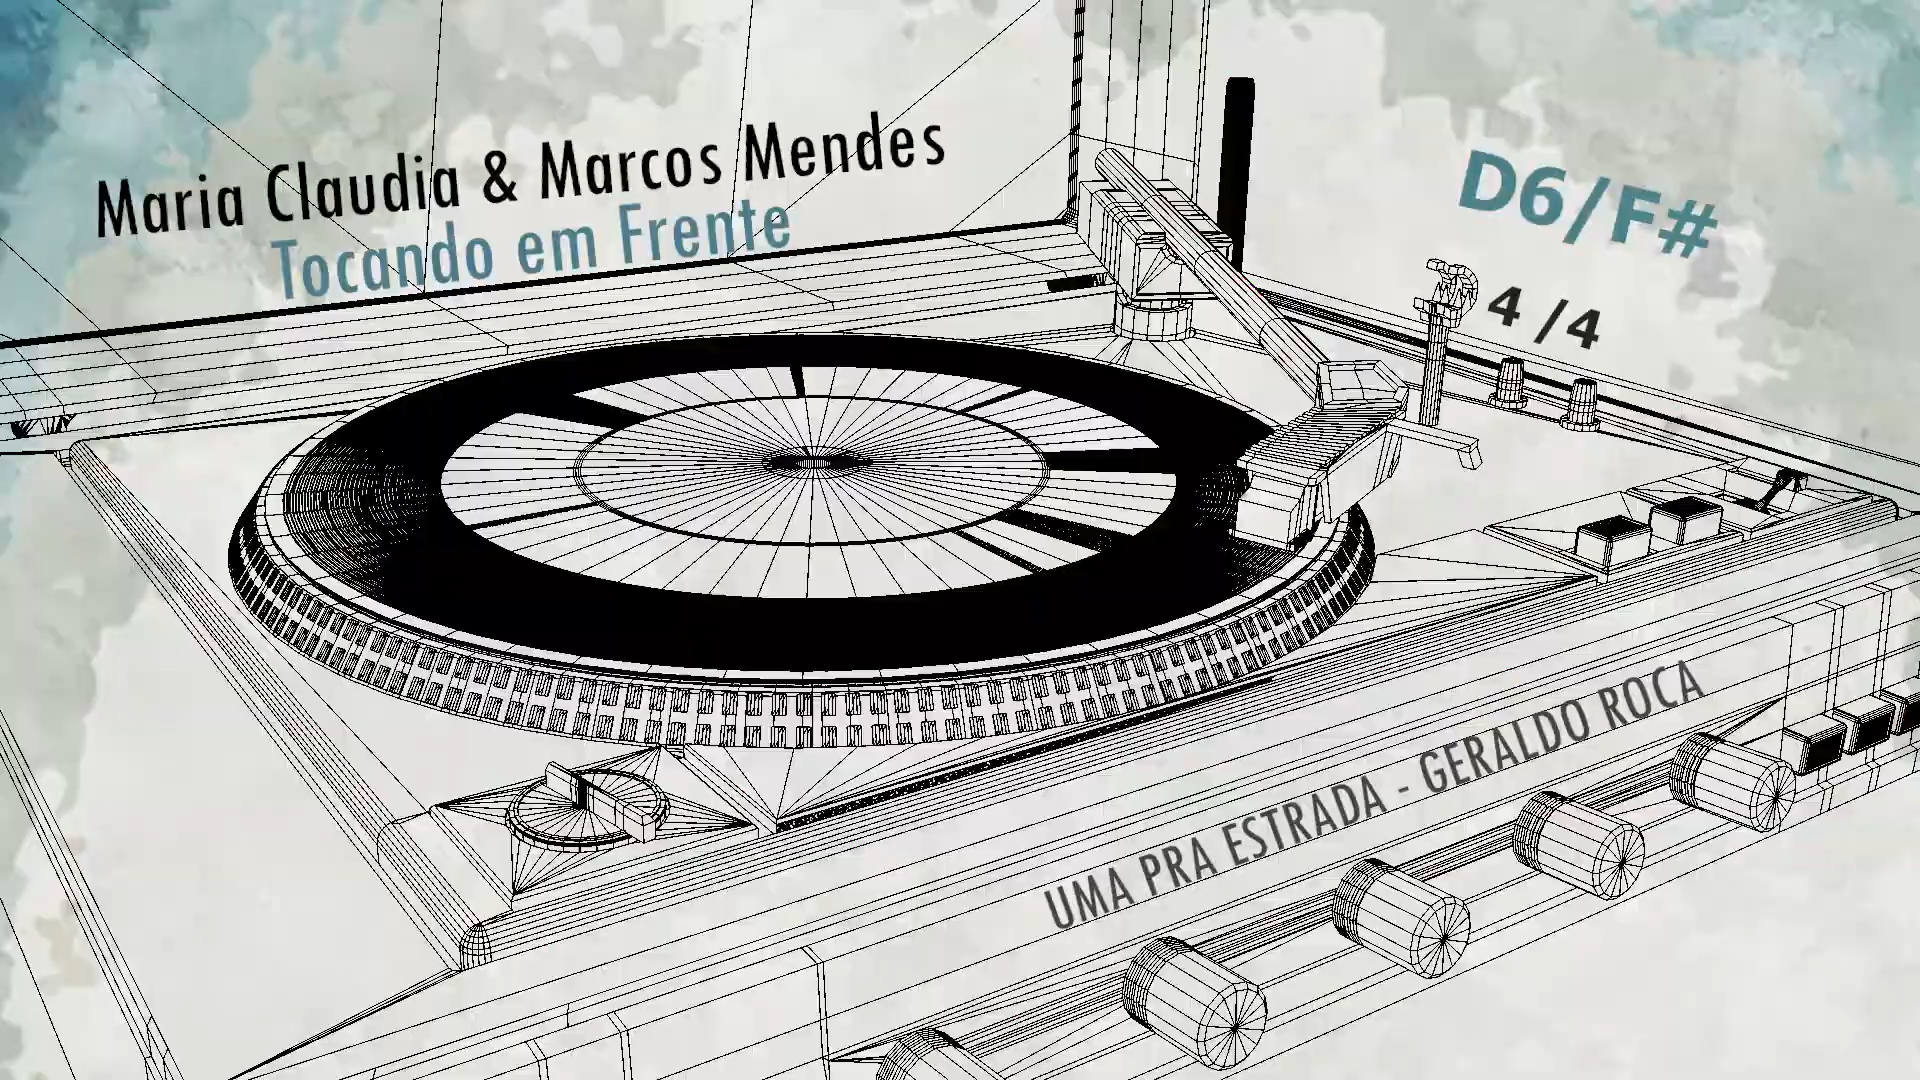 Maria Claudia & Marcos Mendes
Tocando em Frente
D6/F#
4 /4
UMA PRA ESTRADA - GERALDO ROCA